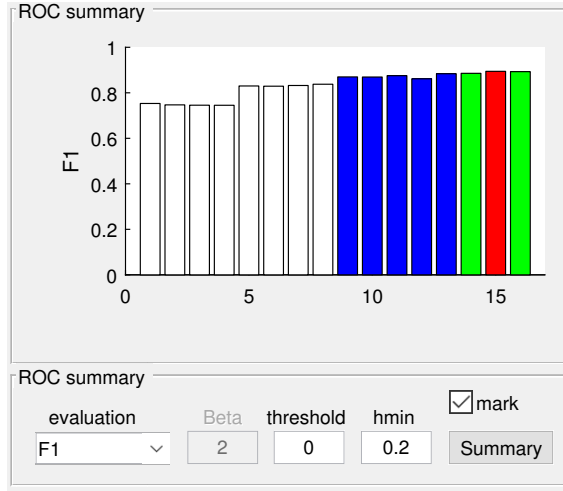 ROC summary
1
0.8
0.6
0.4
0.2
0
F1
0 5 10 15
ROC summary
mark
evaluation Beta threshold hmin
F1 2 0 0.2 Summary